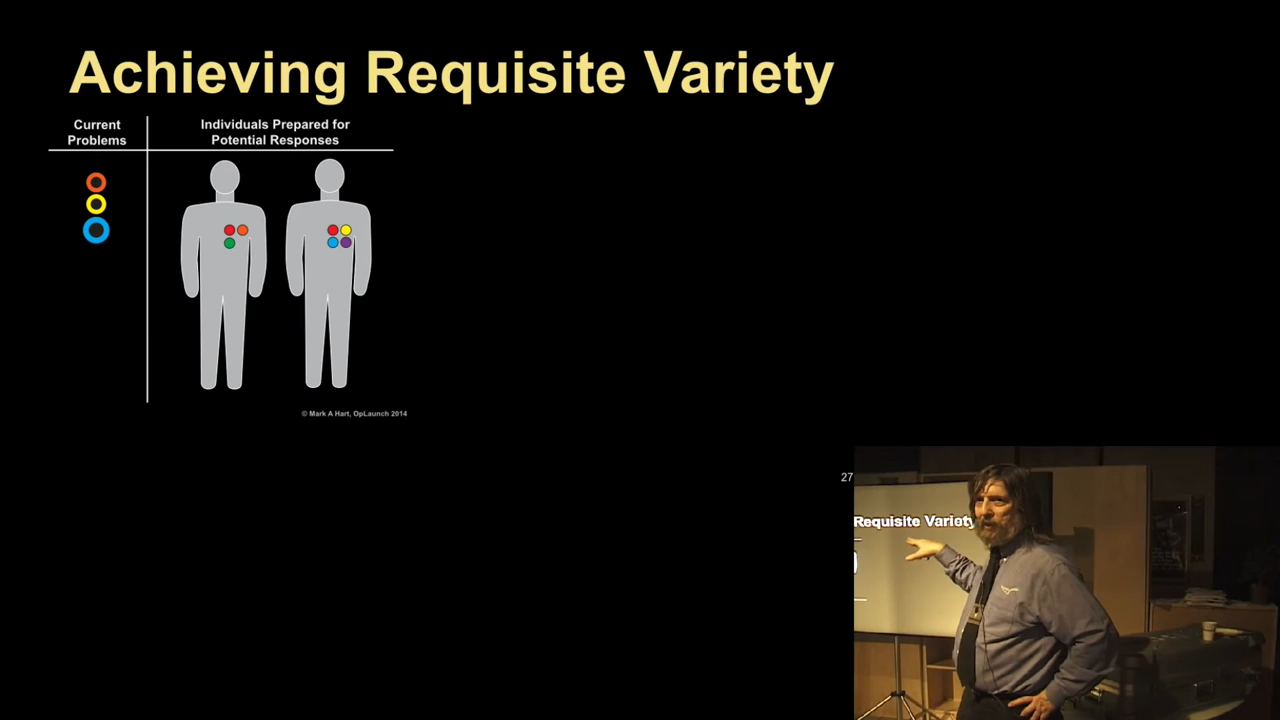 Achieving Requisite Variety
Current
Problems
Individuals Prepared for
Potential Responses
© Mark A Hart, OpLaunch 2014
27
Requisite Variety